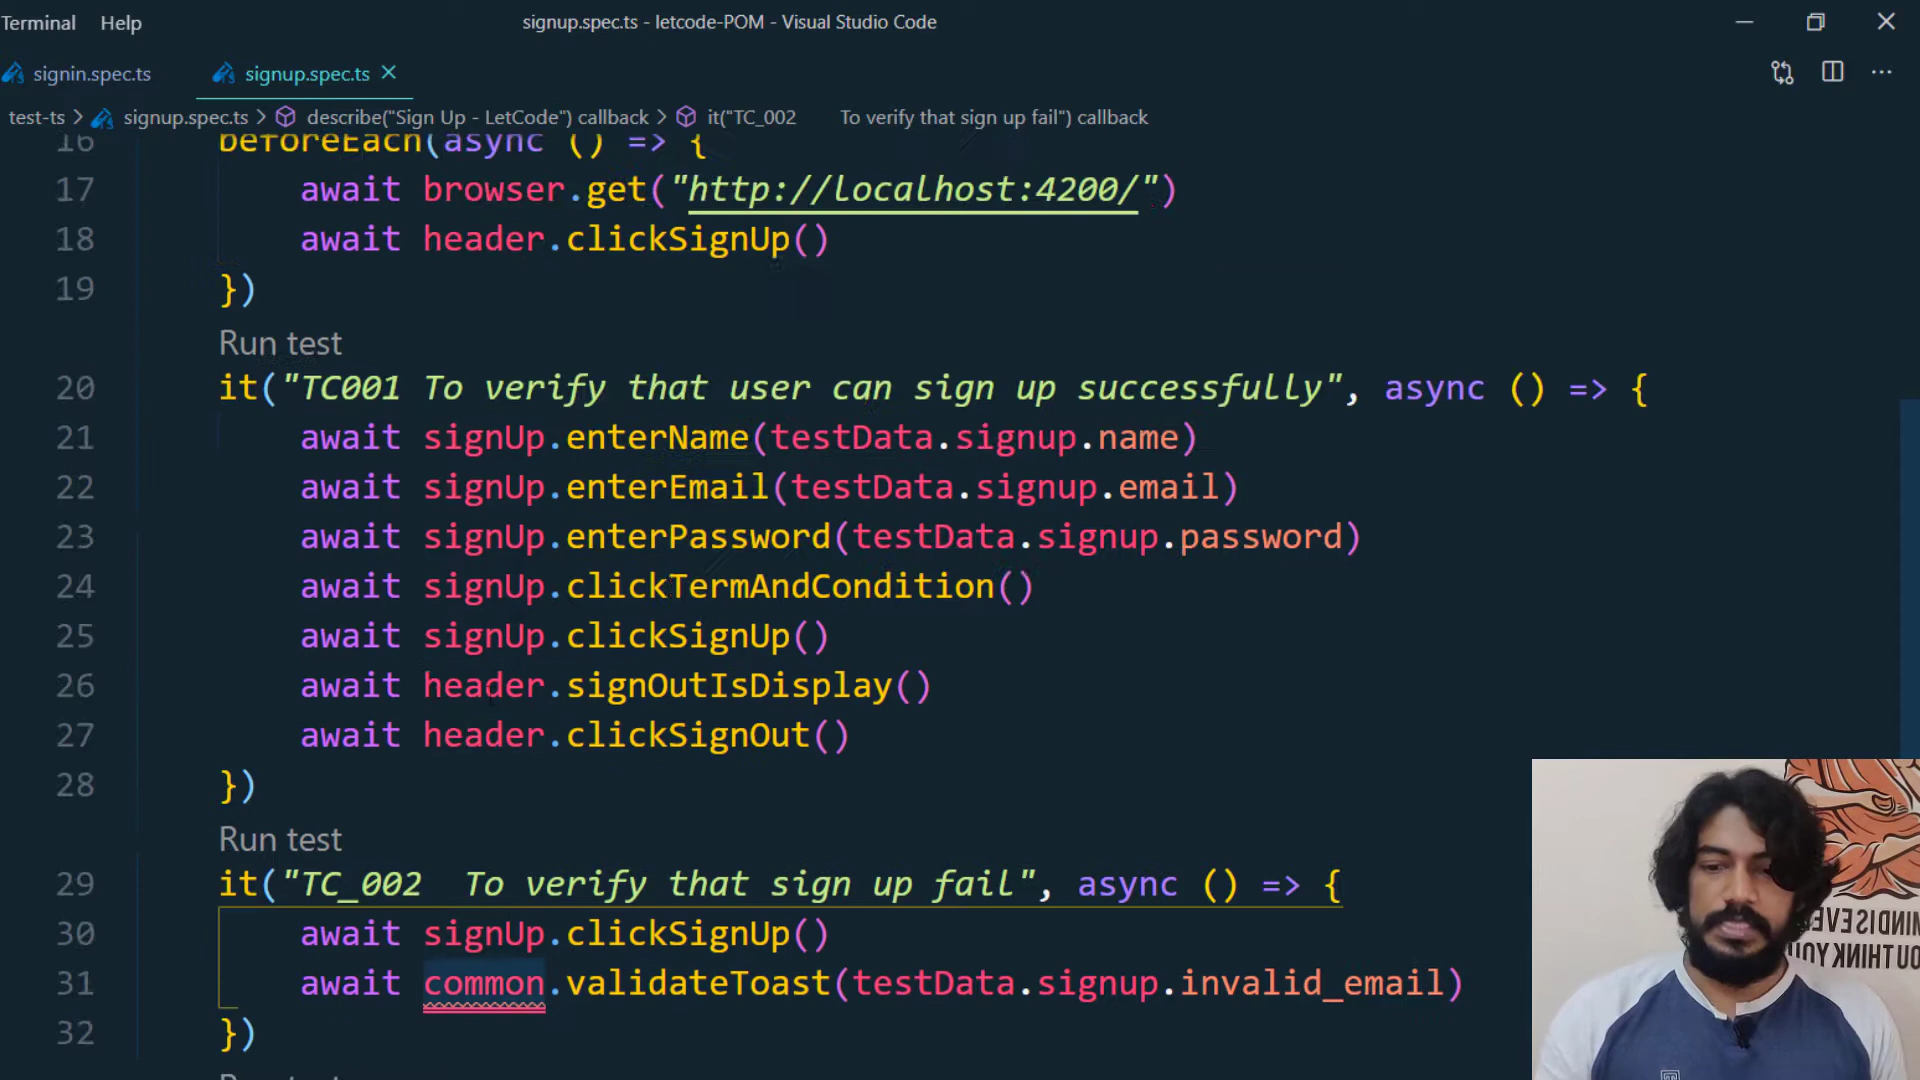 Terminal Help signup.spec.ts - letcode-POM - Visual Studio Code
signin.spec.ts signup.spec.ts
test-ts signup.spec.ts describe("Sign Up - LetCode") callback it("TC_002 To verify that sign up fail") callback
16 beforeEach(async () => {
17 await browser.get("http://localhost:4200/")
18 await header.clickSignUp()
19 })
Run test
20 it("TC001 To verify that user can sign up successfully", async () => {
21 await signUp.enterName(testData.signup.name)
22 await signUp.enterEmail(testData.signup.email)
23 await signUp.enterPassword(testData.signup.password)
24 await signUp.clickTermAndCondition()
25 await signUp.clickSignUp()
26 await header.signOutIsDisplay()
27 await header.clickSignOut()
28 })
Run test
29 it("TC_002 To verify that sign up fail", async () => {
30 await signUp.clickSignUp()
31 await common.validateToast(testData.signup.invalid_email)
32 })
Run test